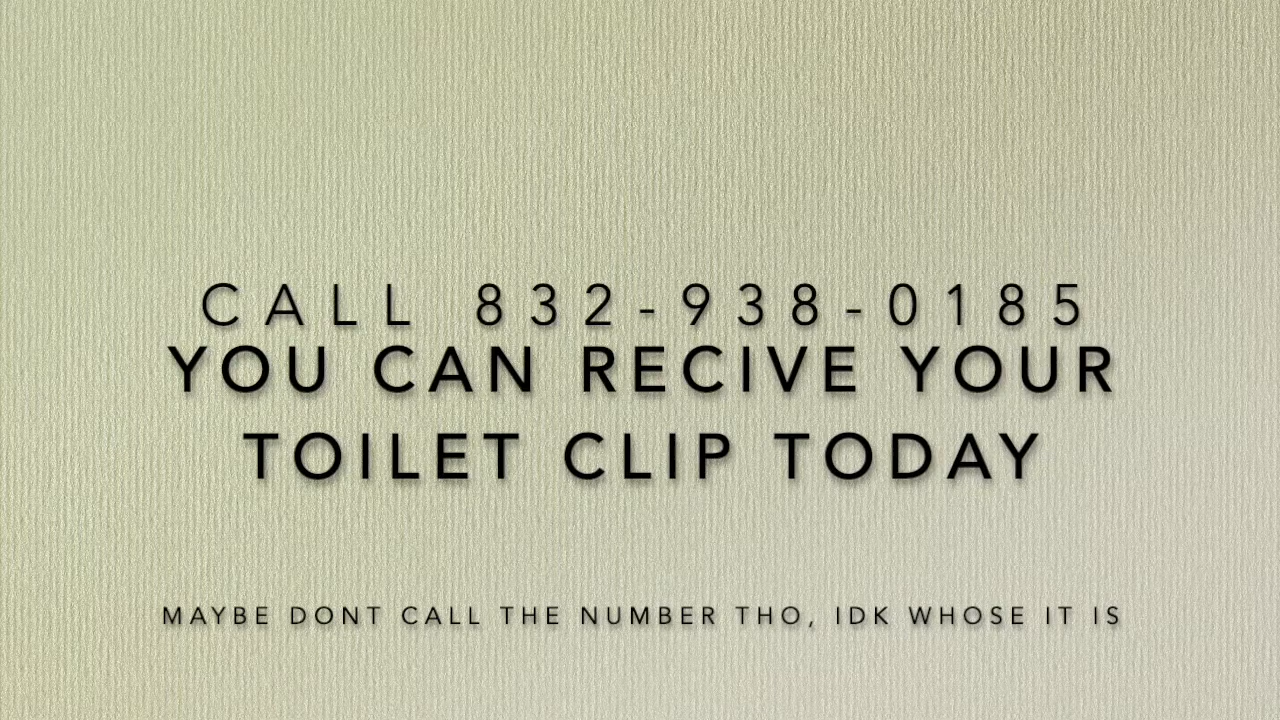 CALL 832-938-0185
YOU CAN RECIVE YOUR
TOILET CLIP TODAY
MAYBE DONT CALL THE NUMBER THO, IDK WHOSE IT IS